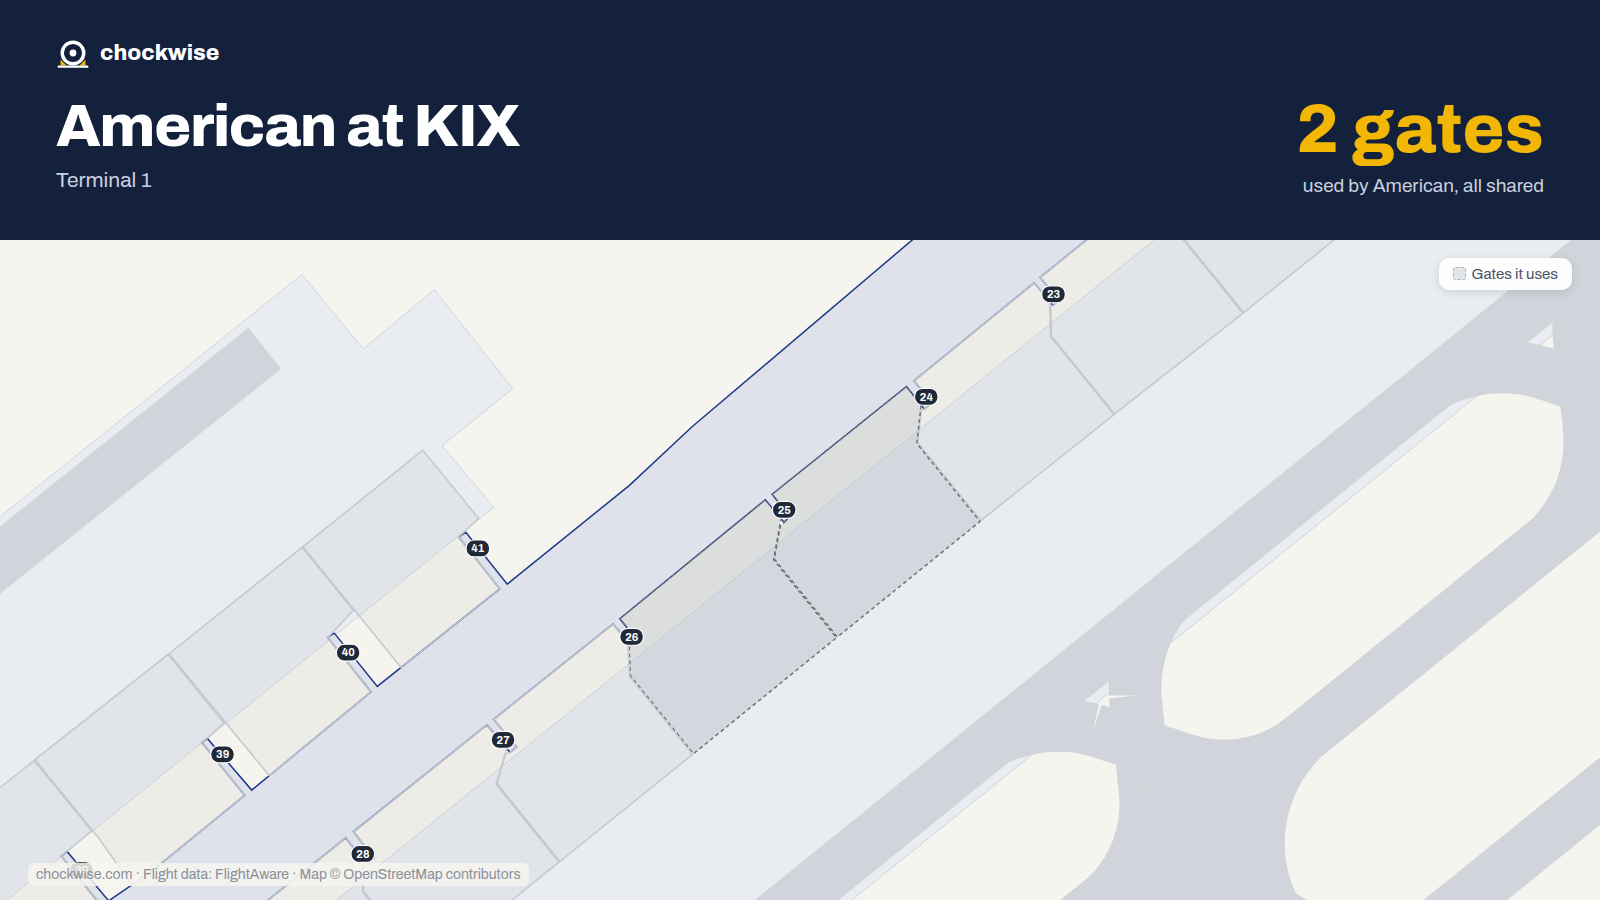 chockwise
American at KIX
Terminal 1
2 gates
used by American, all shared
Gates it uses
23
24
25
41
26
40
27
39
28
chockwise.com · Flight data: FlightAware · Map © OpenStreetMap contributors